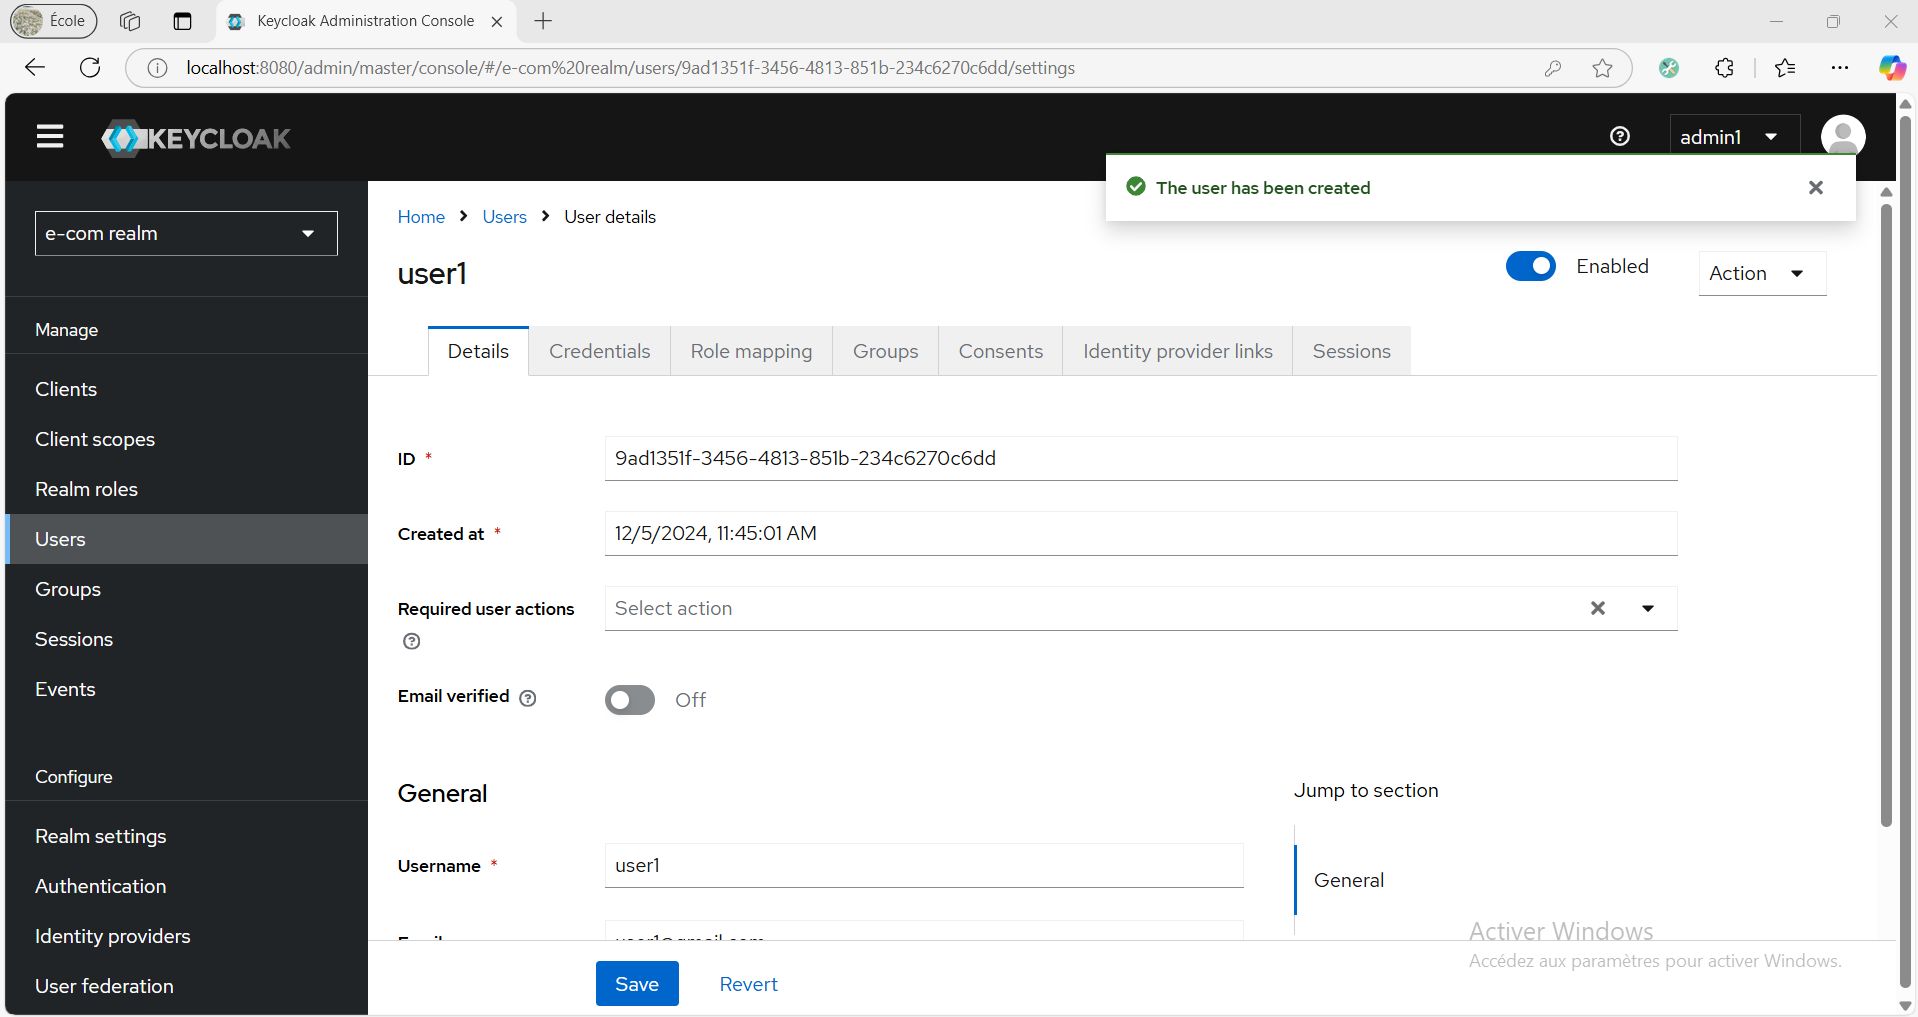 École
Keycloak Administration Console
localhost:8080/admin/master/console/#/e-com%20realm/users/9ad1351f-3456-4813-851b-234c6270c6dd/settings
KEYCLOAK
admin1
The user has been created
e-com realm
Home
Users
User details
user1
Enabled
Action
Manage
Clients
Client scopes
Realm roles
Users
Groups
Sessions
Events
Configure
Realm settings
Authentication
Identity providers
User federation
Details
Credentials
Role mapping
Groups
Consents
Identity provider links
Sessions
ID *
9ad1351f-3456-4813-851b-234c6270c6dd
Created at *
12/5/2024, 11:45:01 AM
Required user actions
Select action
Email verified
Off
General
Jump to section
Username *
user1
General
Save
Revert
Activer Windows
Accédez aux paramètres pour activer Windows.